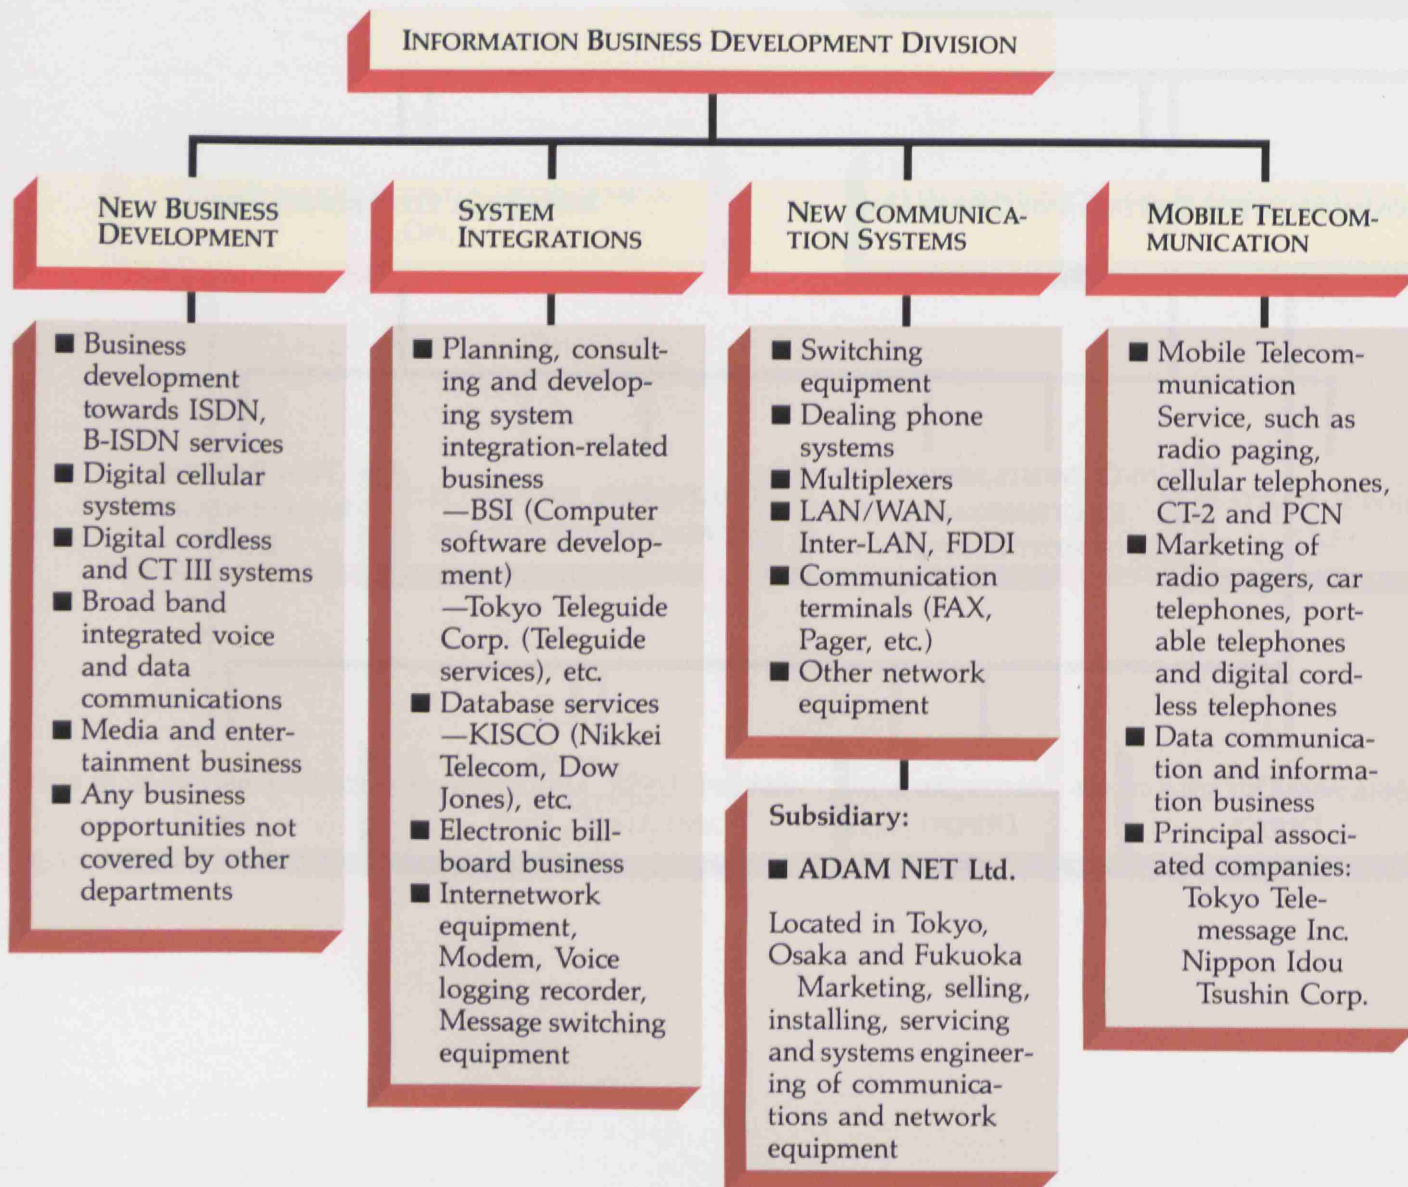 INFORMATION BUSINESS DEVELOPMENT DIVISION
NEW BUSINESS
DEVELOPMENT
■ Business
development
towards ISDN,
B-ISDN services
■ Digital cellular
systems
■ Digital cordless
and CT III systems
■ Broad band
integrated voice
and data
communications
■ Media and enter-
tainment business
■ Any business
opportunities not
covered by other
departments
SYSTEM
INTEGRATIONS
■ Planning, consult-
ing and develop-
ing system
integration-related
business
—BSI (Computer
software develop-
ment)
—Tokyo Teleguide
Corp. (Teleguide
services), etc.
■ Database services
—KISCO (Nikkei
Telecom, Dow
Jones), etc.
■ Electronic bill-
board business
■ Internetwork
equipment,
Modem, Voice
logging recorder,
Message switching
equipment
NEW COMMUNICA-
TION SYSTEMS
■ Switching
equipment
■ Dealing phone
systems
■ Multiplexers
■ LAN/WAN,
Inter-LAN, FDDI
■ Communication
terminals (FAX,
Pager, etc.)
■ Other network
equipment
Subsidiary:
■ ADAM NET Ltd.
Located in Tokyo,
Osaka and Fukuoka
Marketing, selling,
installing, servicing
and systems engineer-
ing of communica-
tions and network
equipment
MOBILE TELECOM-
MUNICATION
■ Mobile Telecom-
munication
Service, such as
radio paging,
cellular telephones,
CT-2 and PCN
■ Marketing of
radio pagers, car
telephones, port-
able telephones
and digital cord-
less telephones
■ Data communica-
tion and informa-
tion business
■ Principal associ-
ated companies:
Tokyo Tele-
message Inc.
Nippon Idou
Tsushin Corp.